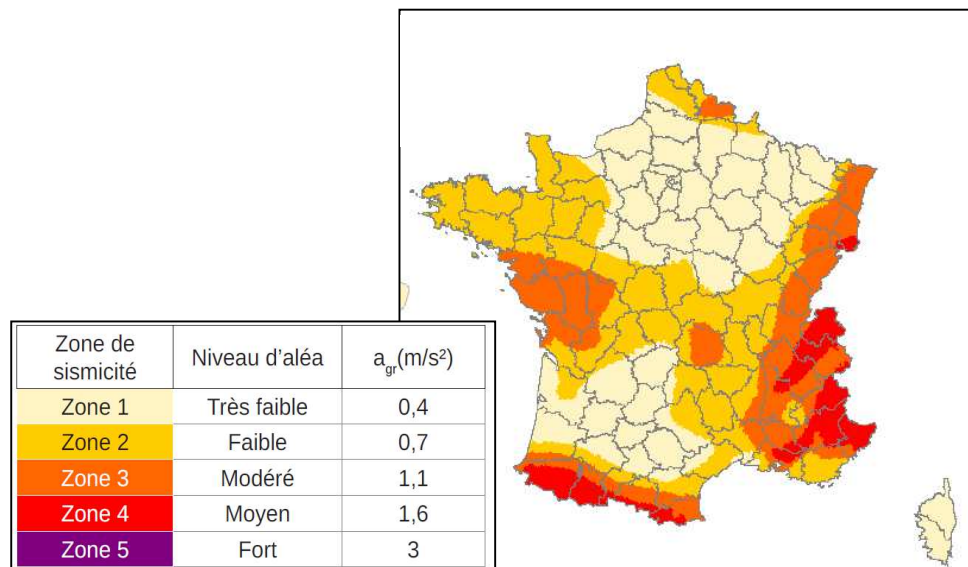 Zone de sismicité Niveau d'aléa a_gr(m/s²)
Zone 1 Très faible 0,4
Zone 2 Faible 0,7
Zone 3 Modéré 1,1
Zone 4 Moyen 1,6
Zone 5 Fort 3